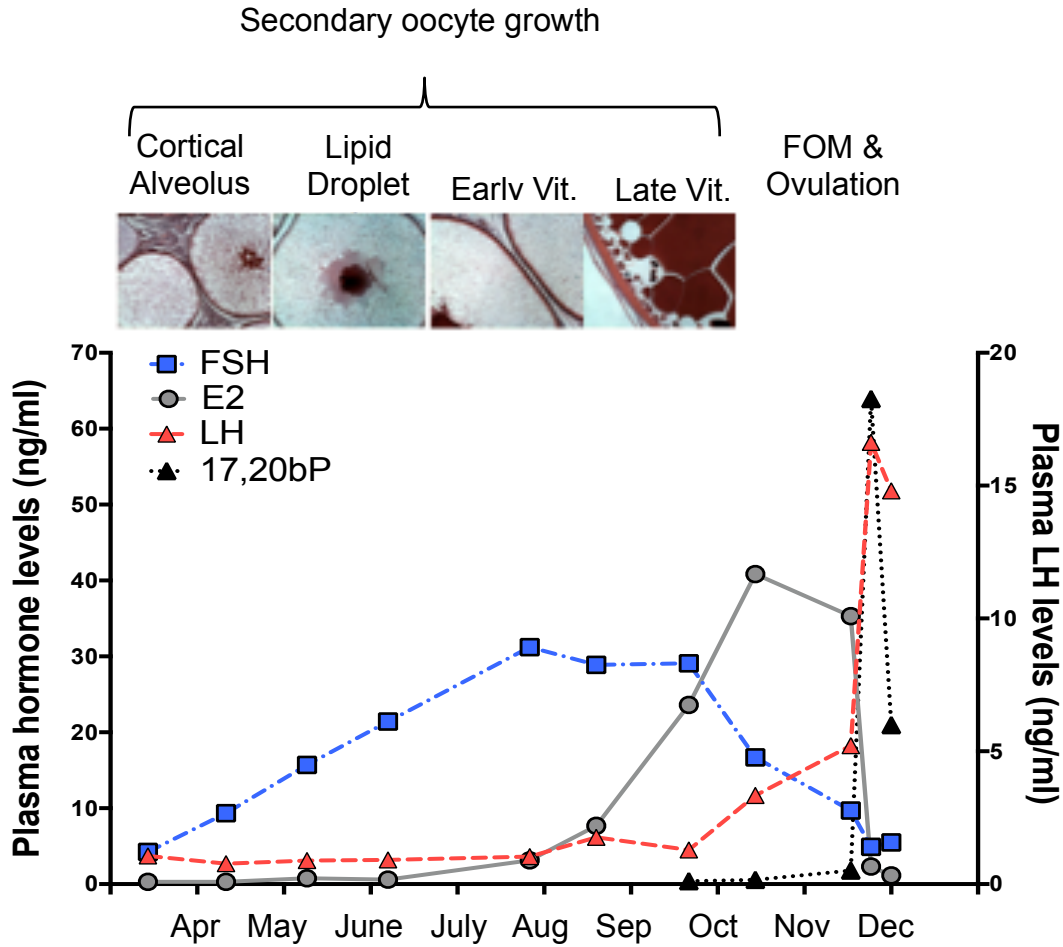 Secondary oocyte growth
Cortical
Alveolus
Lipid
Droplet
Earlv Vit.
Late Vit.
FOM &
Ovulation
Plasma hormone levels (ng/ml)
70
60
50
40
30
20
10
0
FSH
E2
LH
17,20bP
20
15
10
5
0
Plasma LH levels (ng/ml)
Apr May June July Aug Sep Oct Nov Dec